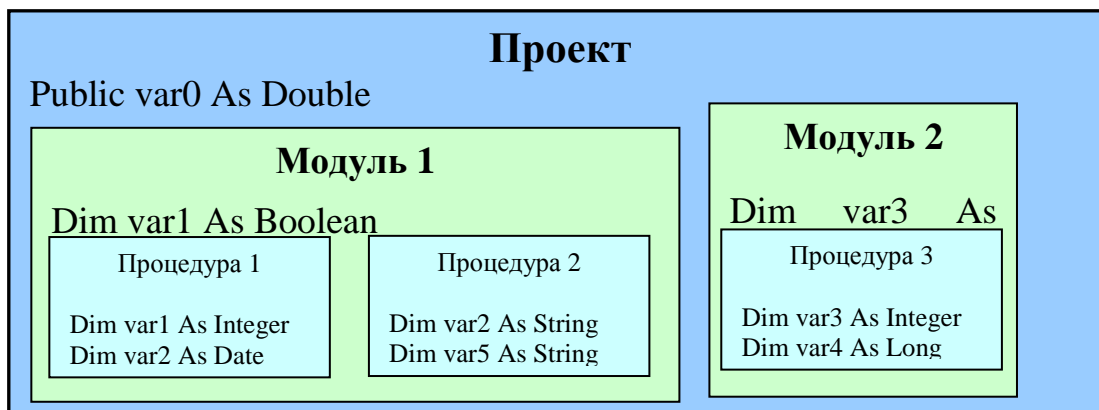 Проект
Public var0 As Double
Модуль 1
Dim var1 As Boolean
Процедура 1
Dim var1 As Integer
Dim var2 As Date
Процедура 2
Dim var2 As String
Dim var5 As String
Модуль 2
Dim var3 As
Процедура 3
Dim var3 As Integer
Dim var4 As Long